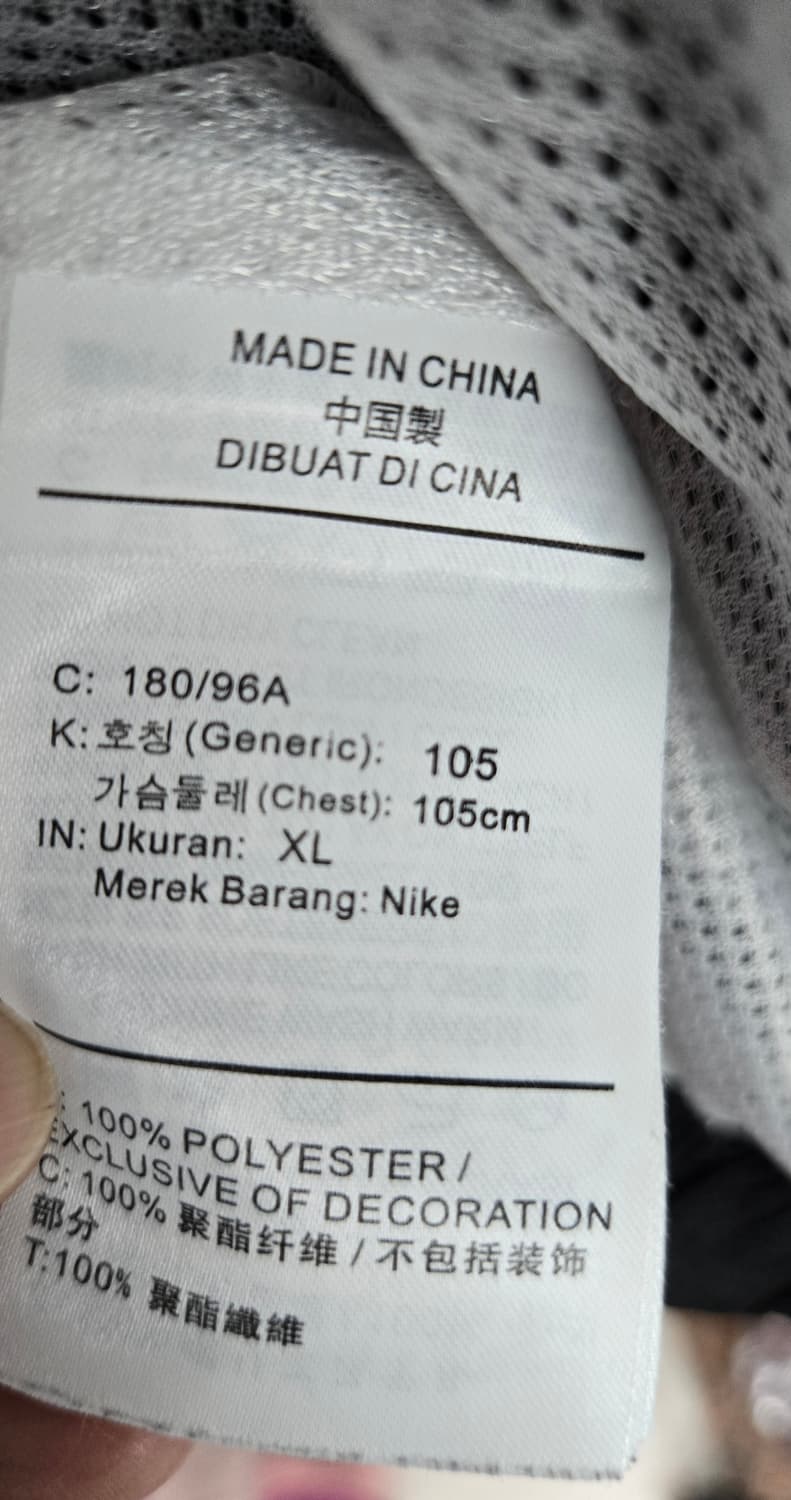 MADE IN CHINA
中国製
DIBUAT DI CINA
C: 180/96A
K: 호칭 (Generic): 105
가슴둘레 (Chest): 105cm
IN: Ukuran: XL
Merek Barang: Nike
: 100% POLYESTER /
EXCLUSIVE OF DECORATION
C: 100% 聚酯纤维 / 不包括装饰
部分
T:100% 聚酯纖維